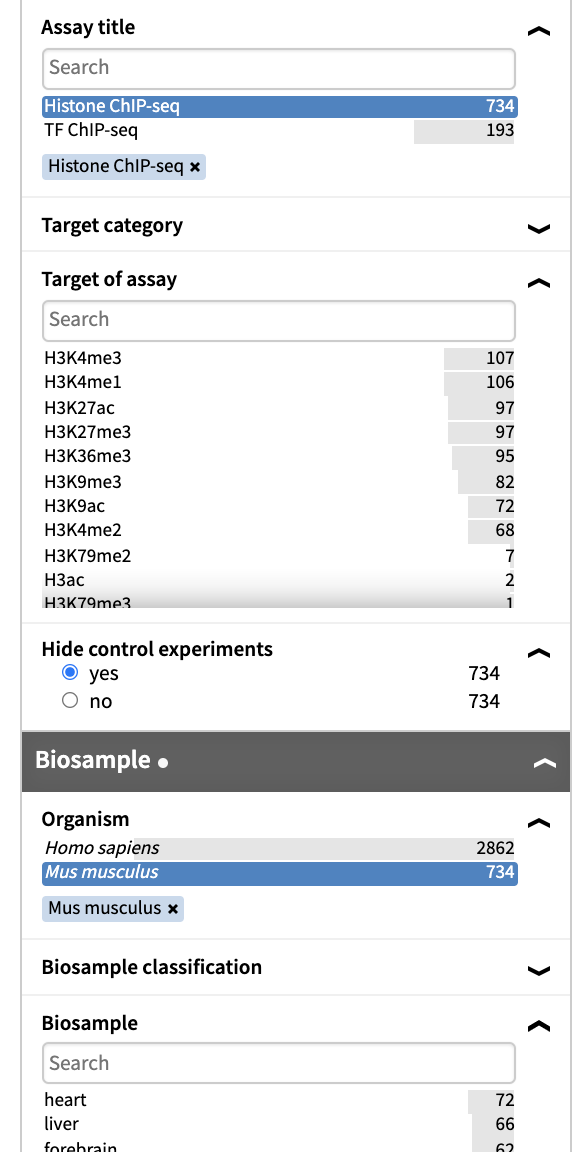 Assay title
Search
Histone ChIP-seq 734
TF ChIP-seq 193
Histone ChIP-seq ×
Target category
Target of assay
Search
H3K4me3 107
H3K4me1 106
H3K27ac 97
H3K27me3 97
H3K36me3 95
H3K9me3 82
H3K9ac 72
H3K4me2 68
H3K79me2 7
H3ac 2
H3K79me3 1
Hide control experiments
yes 734
no 734
Biosample
Organism
Homo sapiens 2862
Mus musculus 734
Mus musculus ×
Biosample classification
Biosample
Search
heart 72
liver 66
forebrain 62